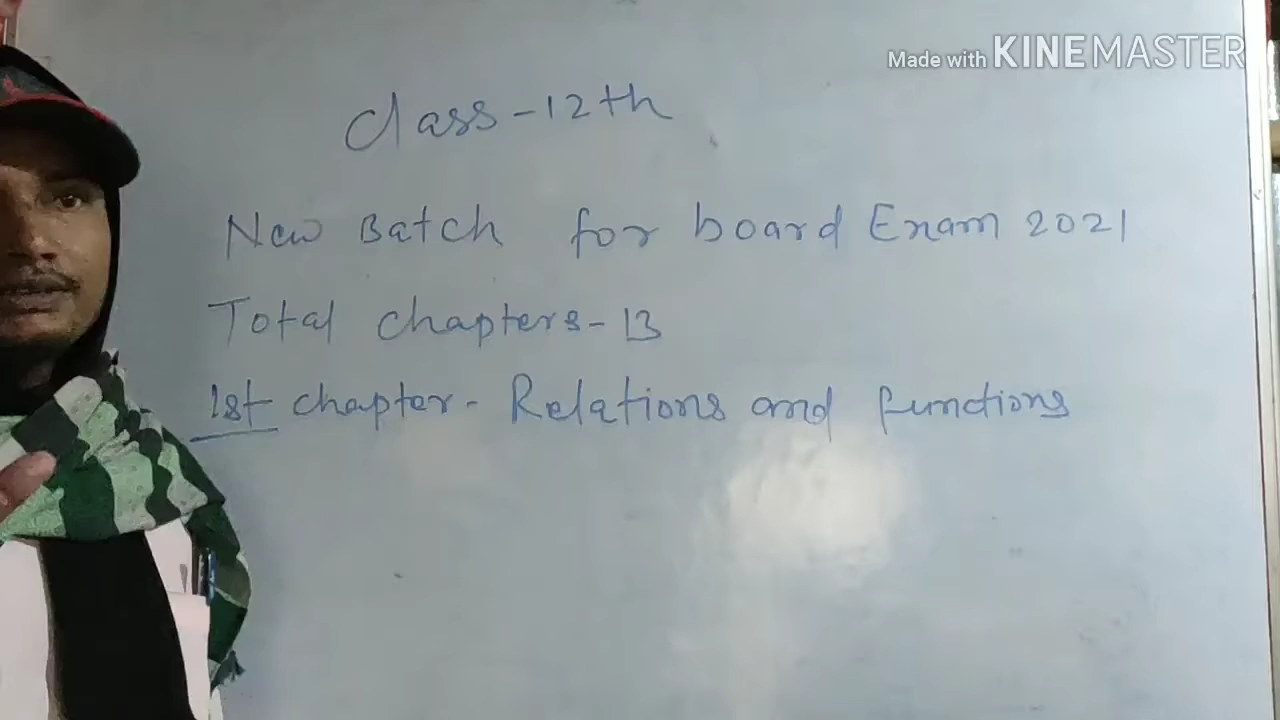 Made with KINEMASTER
Class-12th
New Batch for board Exam 2021
Total chapters-13
1st chapter- Relations and functions